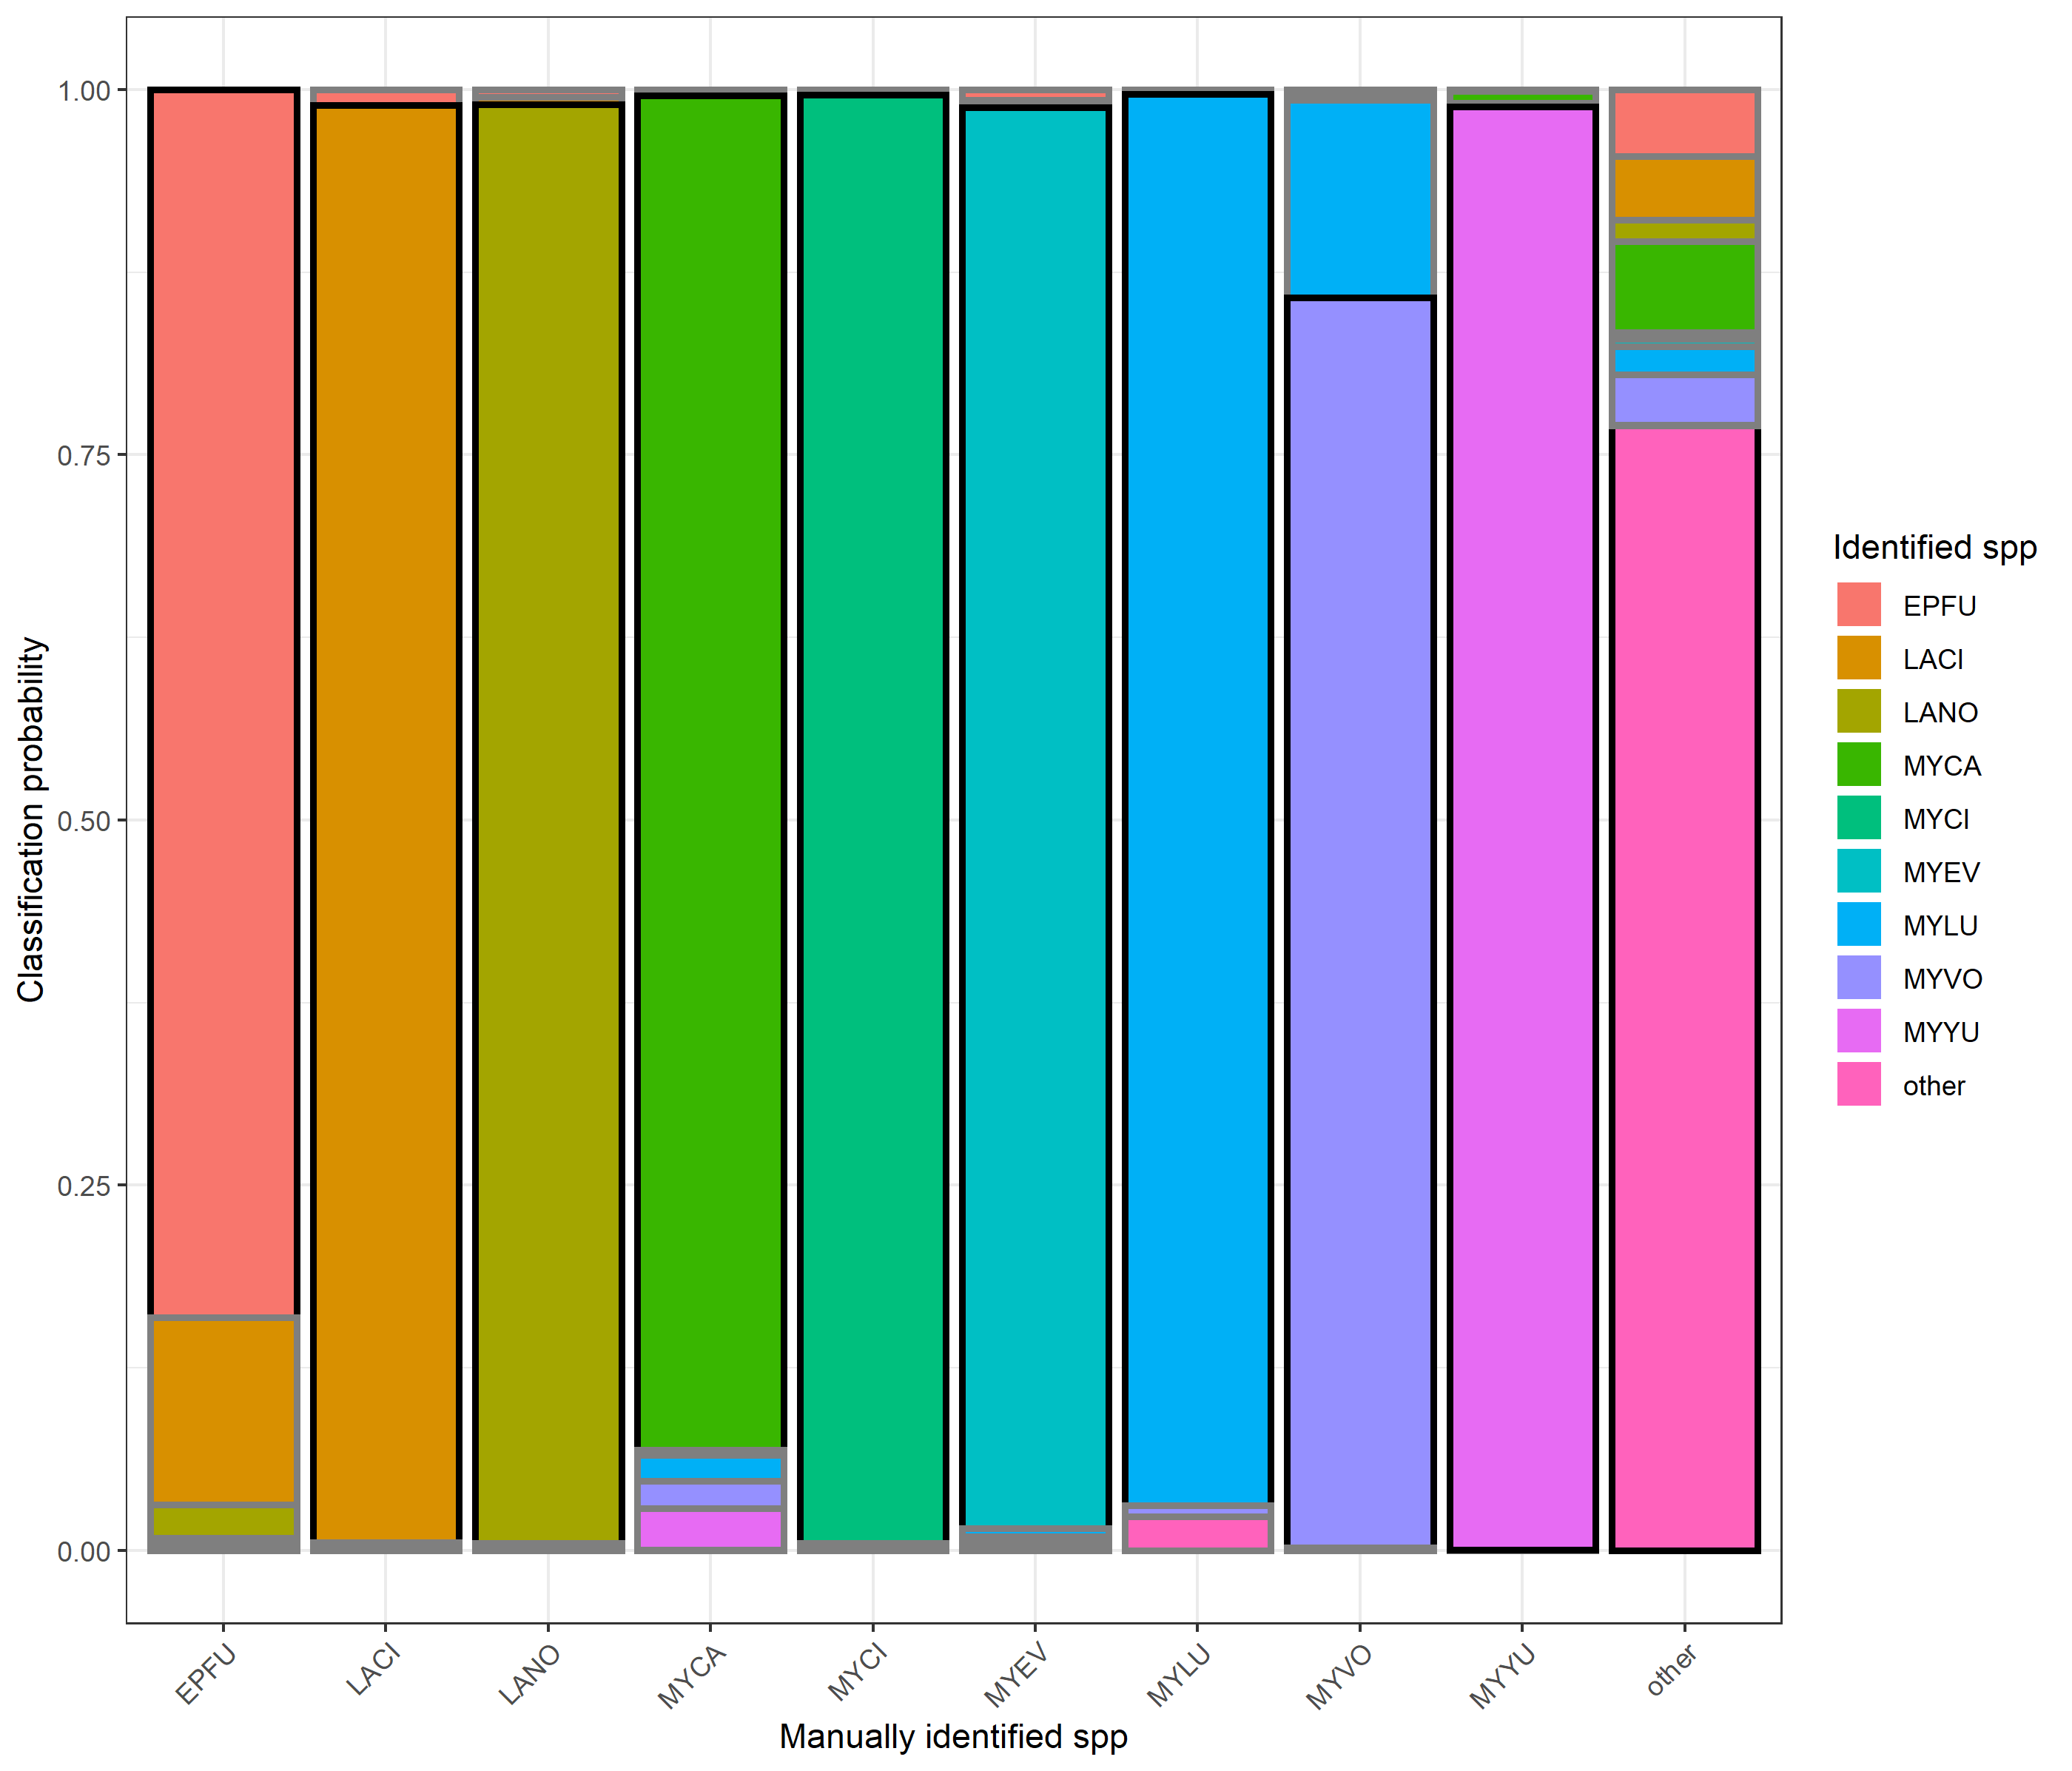 Classification probability
1.00
0.75
0.50
0.25
0.00
EPFU
LACI
LANO
MYCA
MYCI
MYEV
MYLU
MYVO
MYYU
other
Manually identified spp
Identified spp
EPFU
LACI
LANO
MYCA
MYCI
MYEV
MYLU
MYVO
MYYU
other